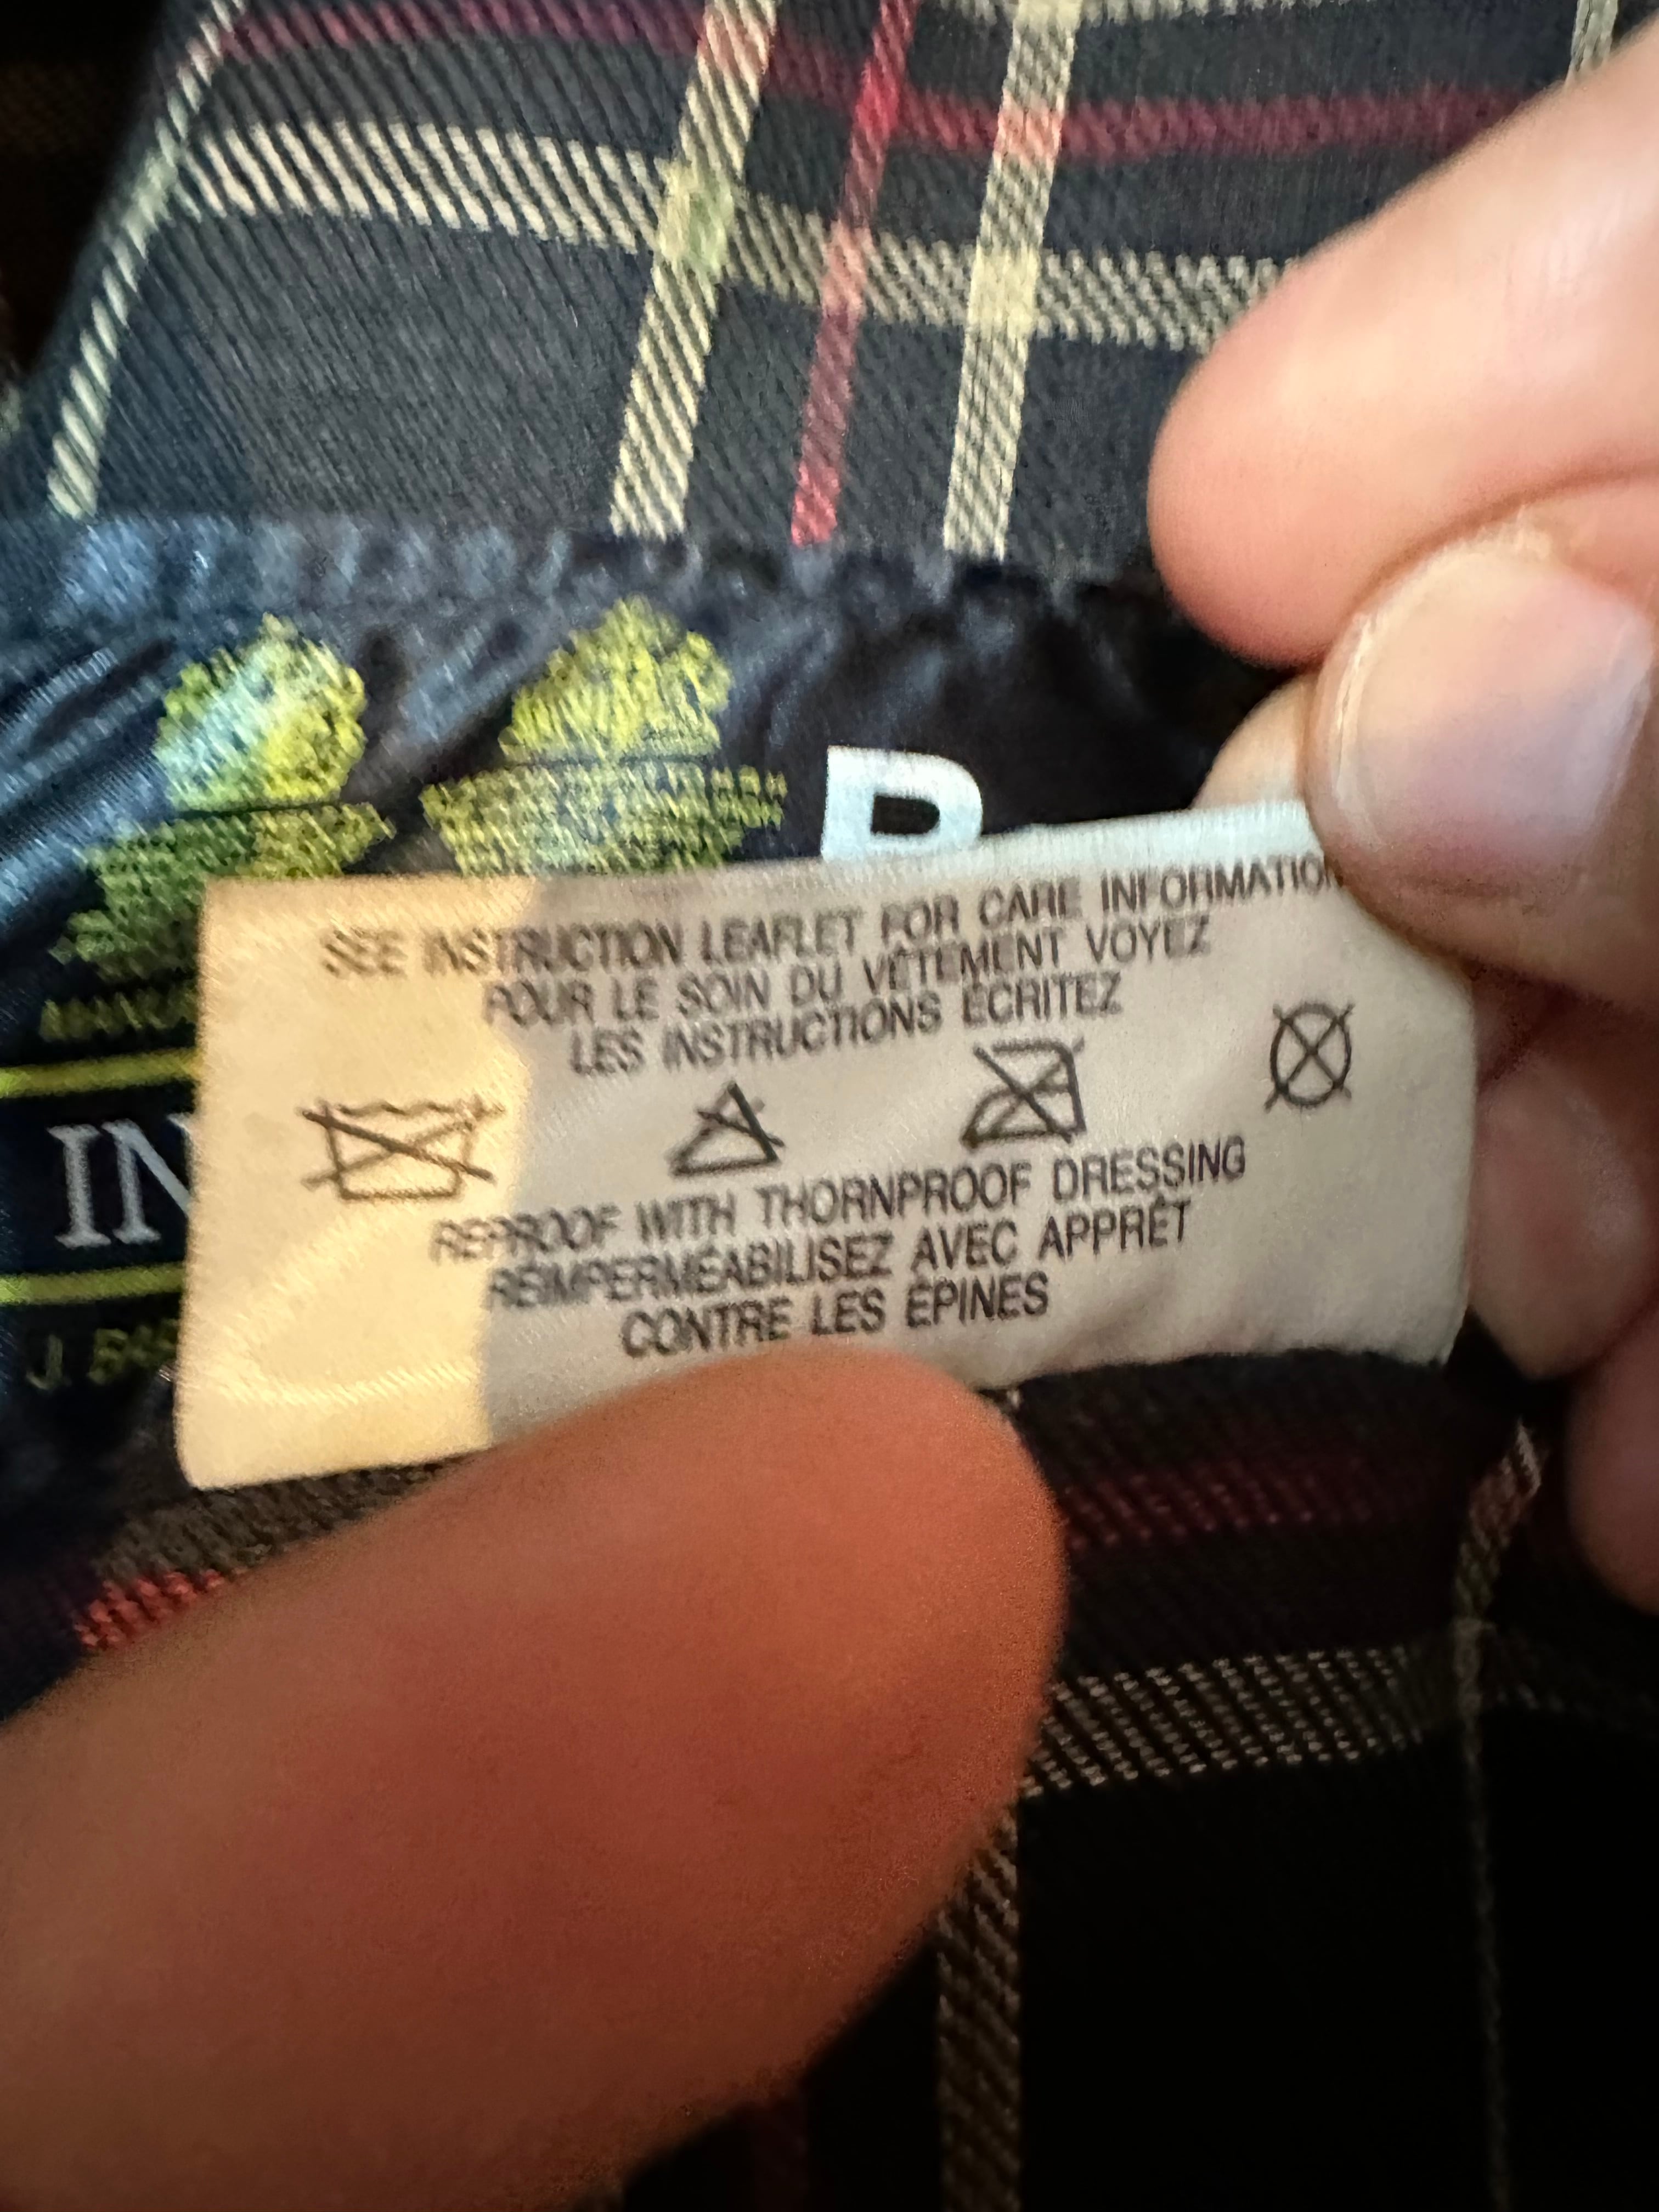 B
SEE INSTRUCTION LEAFLET FOR CARE INFORMATION
POUR LE SOIN DU VÊTEMENT VOYEZ
LES INSTRUCTIONS ÉCRITEZ
IN
REPROOF WITH THORNPROOF DRESSING
RÉIMPERMÉABILISEZ AVEC APPRÊT
CONTRE LES ÉPINES
J.